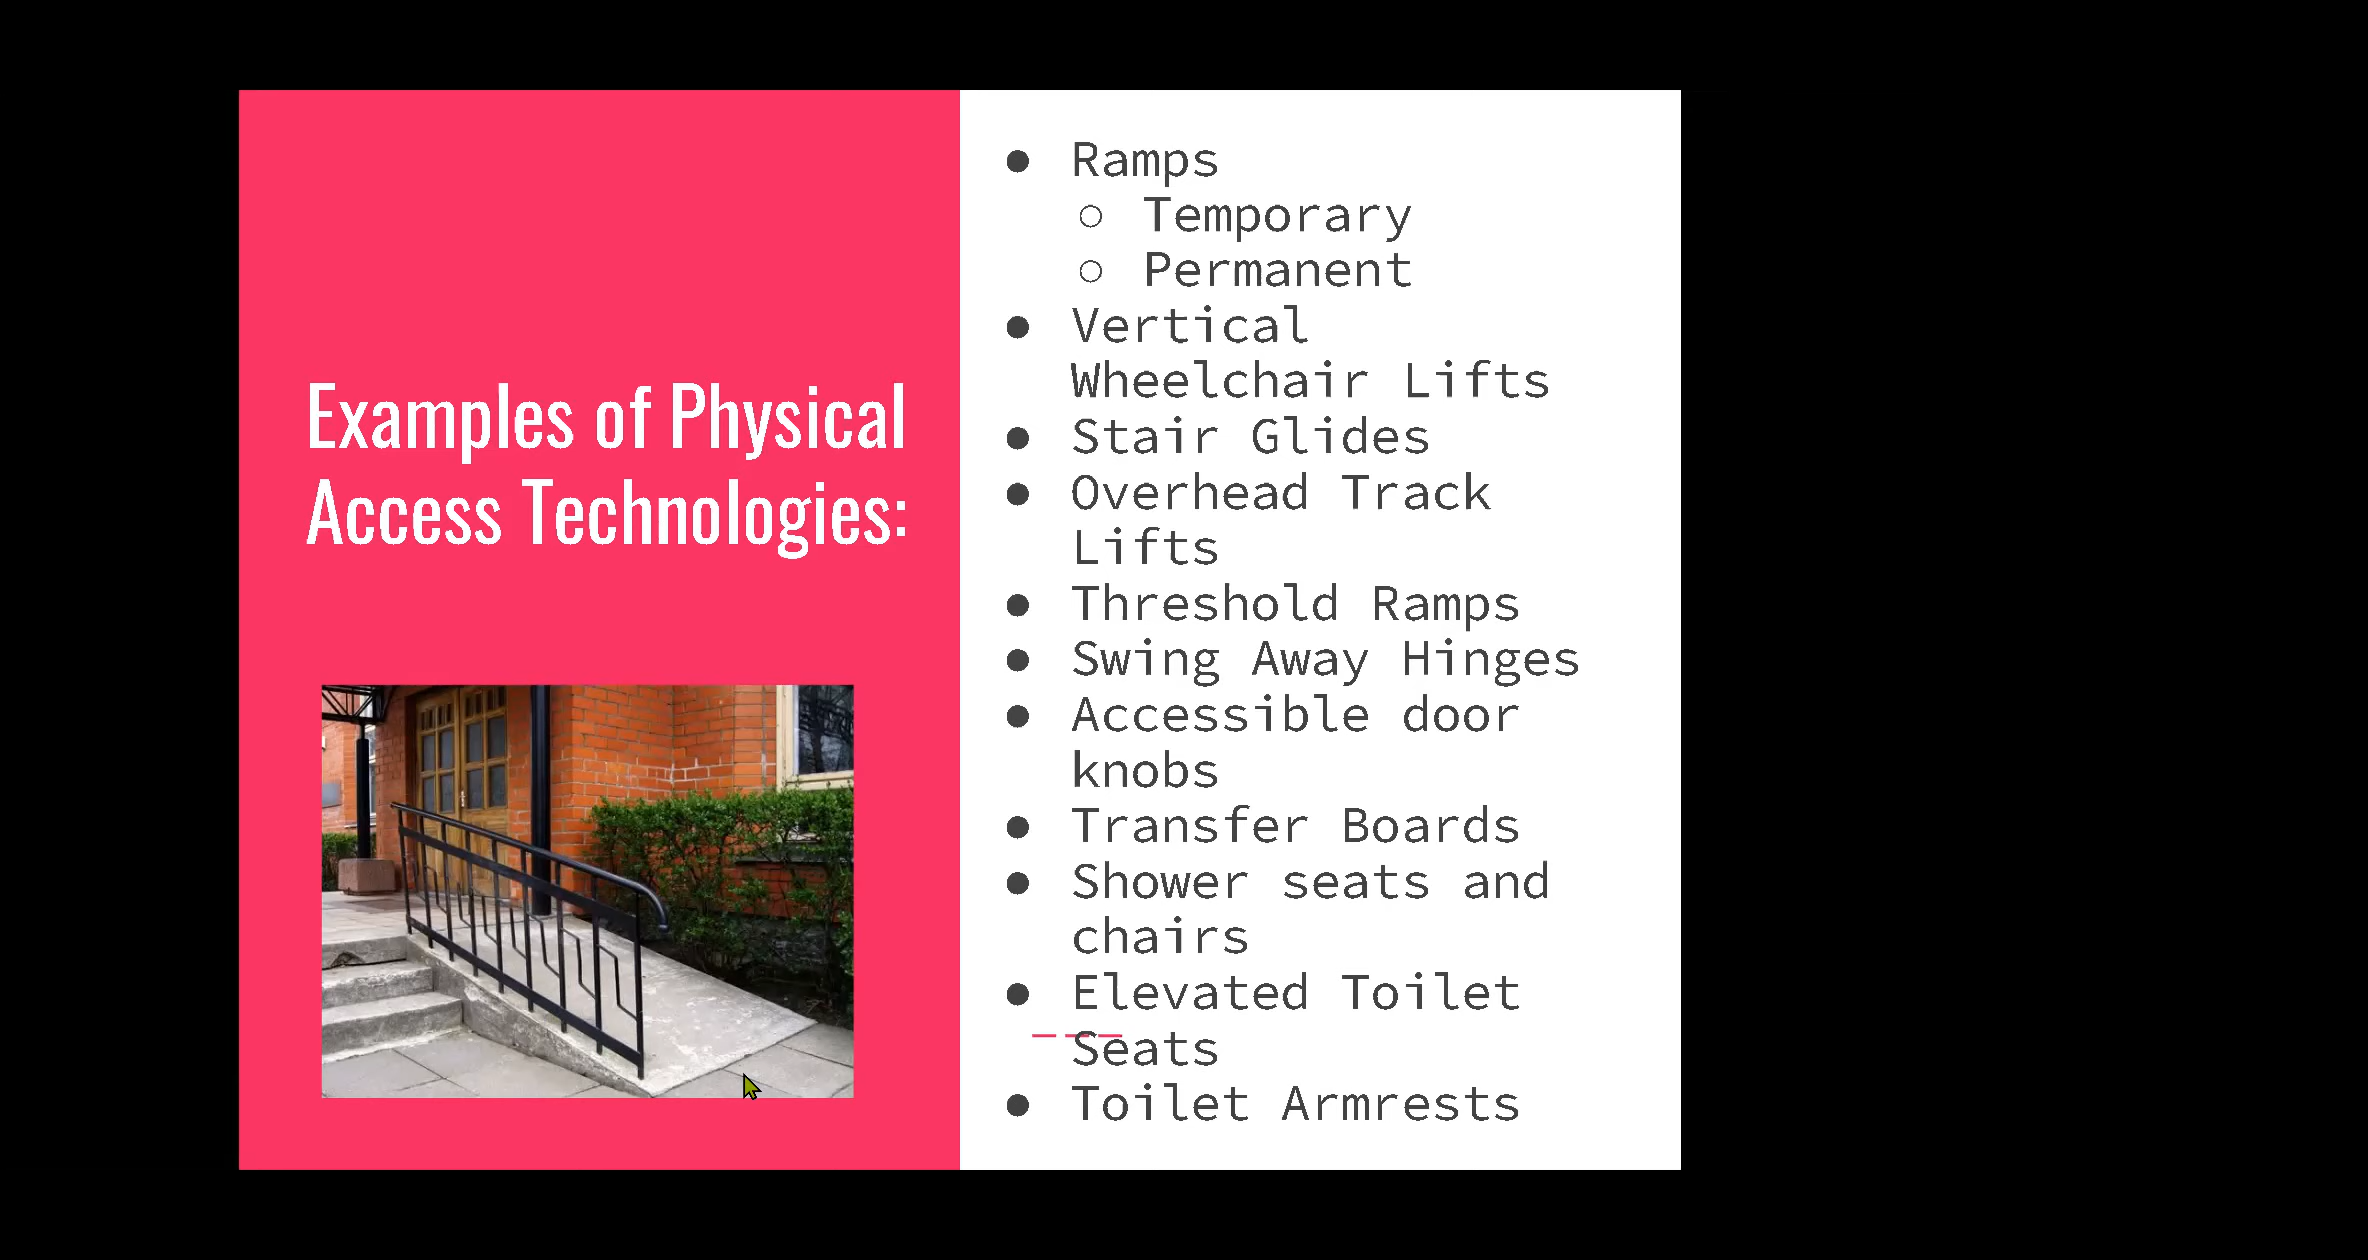 Examples of Physical
Access Technologies:
● Ramps
○ Temporary
○ Permanent
● Vertical
Wheelchair Lifts
● Stair Glides
● Overhead Track
Lifts
● Threshold Ramps
● Swing Away Hinges
● Accessible door
knobs
● Transfer Boards
● Shower seats and
chairs
● Elevated Toilet
Seats
● Toilet Armrests